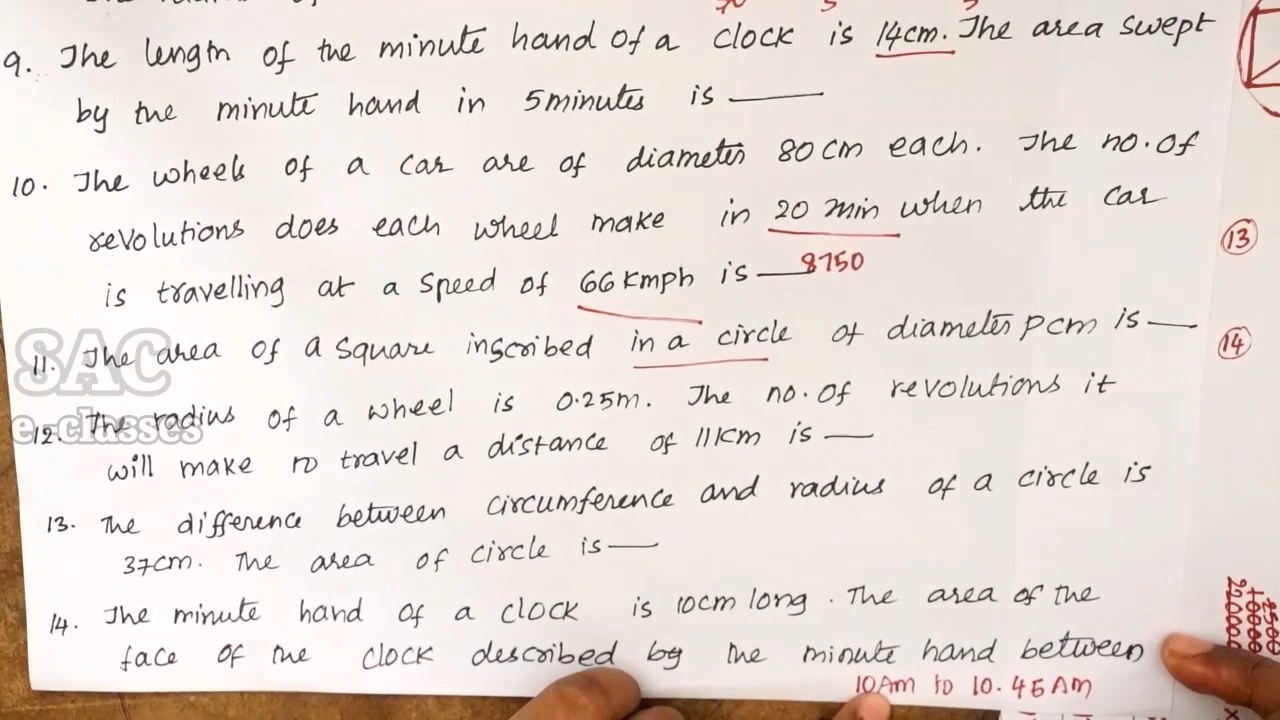 9. The length of the minute hand of a clock is 14cm. The area swept
by the minute hand in 5minutes is ——
10. The wheels of a car are of diameter 80cm each. The no.of
revolutions does each wheel make in 20 min when the car
is travelling at a speed of 66kmph is — 8750
11. The area of a square inscribed in a circle of diameter p cm is —
12. The radius of a wheel is 0.25m. The no.of revolutions it
will make to travel a distance of 11km is —
13. The difference between circumference and radius of a circle is
37cm. The area of circle is —
14. The minute hand of a clock is 10cm long. The area of the
face of the clock described by the minute hand between
10Am to 10.45AM
13
14
SAC
e-classes